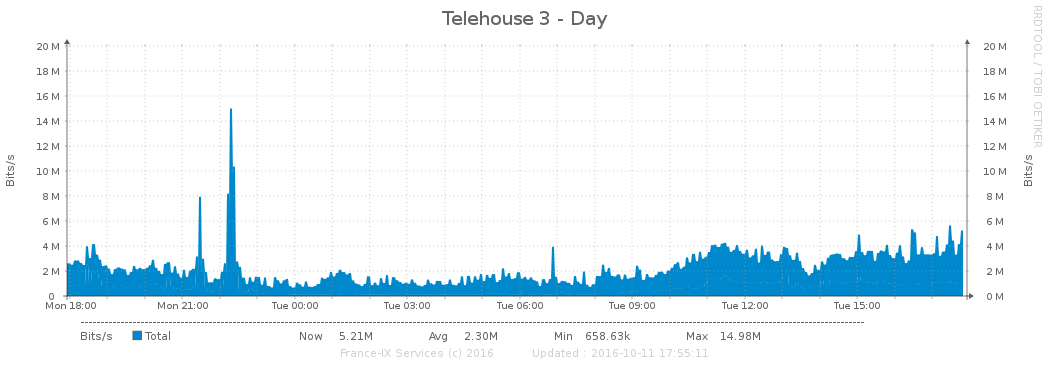 Telehouse 3 - Day
RRDTOOL / TOBI OETIKER
20 M 20 M
18 M 18 M
16 M 16 M
14 M 14 M
12 M 12 M
10 M 10 M
8 M 8 M
6 M 6 M
4 M 4 M
2 M 2 M
0 0 M
Bits/s
Bits/s
Mon 18:00 Mon 21:00 Tue 00:00 Tue 03:00 Tue 06:00 Tue 09:00 Tue 12:00 Tue 15:00
Bits/s Total Now 5.21M Avg 2.30M Min 658.63k Max 14.98M
France-IX Services (c) 2016 Updated : 2016-10-11 17:55:11